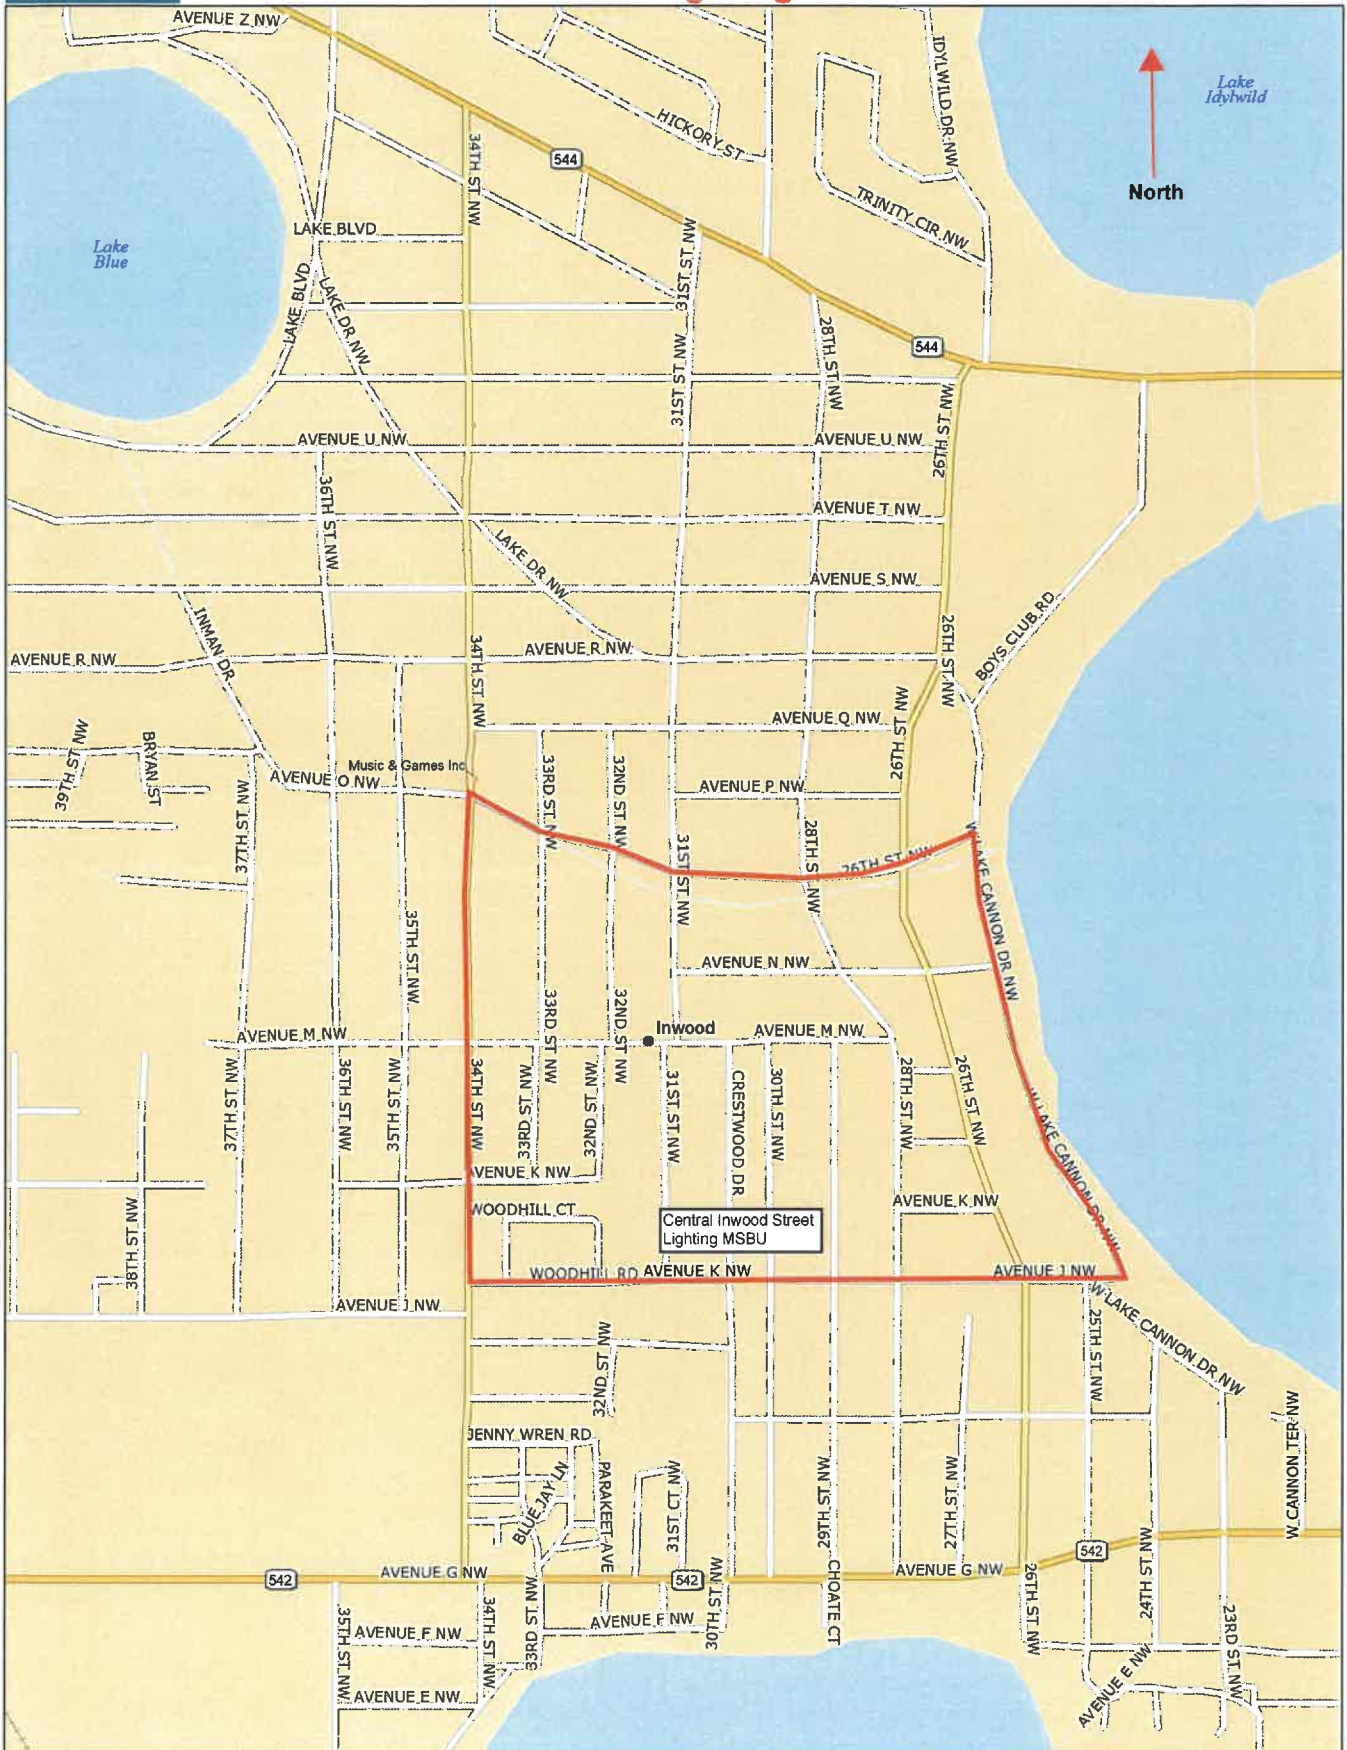 AVENUE Z NW
Lake
Idylwild
IDYLWILD DR NW
North
HICKORY ST
544
34TH ST NW
TRINITY CIR NW
LAKE BLVD
Lake
Blue
31ST ST NW
LAKE BLVD
LAKE DR NW
28TH ST NW
544
31ST ST NW
26TH ST NW
AVENUE U NW
AVENUE U NW
36TH ST NW
AVENUE T NW
LAKE DR NW
AVENUE S NW
INMAN DR
BOYS CLUB RD
26TH ST NW
AVENUE R NW
34TH ST NW
AVENUE R NW
26TH ST NW
AVENUE Q NW
39TH ST NW
BRYAN ST
Music & Games Inc
AVENUE O NW
33RD ST NW
32ND ST NW
AVENUE P NW
37TH ST NW
31ST ST NW
28TH ST NW
26TH ST NW
W LAKE CANNON DR NW
35TH ST NW
AVENUE N NW
33RD ST NW
32ND ST NW
Inwood
AVENUE M NW
AVENUE M NW
37TH ST NW
36TH ST NW
35TH ST NW
34TH ST NW
33RD ST NW
32ND ST NW
31ST ST NW
CRESTWOOD DR
30TH ST NW
28TH ST NW
26TH ST NW
W LAKE CANNON DR NW
AVENUE K NW
38TH ST NW
WOODHILL CT
AVENUE K NW
Central Inwood Street
Lighting MSBU
WOODHILL RD
AVENUE K NW
AVENUE J NW
AVENUE J NW
W LAKE CANNON DR NW
32ND ST NW
25TH ST NW
JENNY WREN RD
W CANNON TER NW
BLUE JAY LN
PARAKEET AVE
31ST CT NW
29TH ST NW
27TH ST NW
24TH ST NW
542
542
542
AVENUE G NW
AVENUE G NW
30TH ST NW
CHOATE CT
26TH ST NW
35TH ST NW
34TH ST NW
33RD ST NW
AVENUE F NW
AVENUE F NW
23RD ST NW
AVENUE E NW
AVENUE E NW